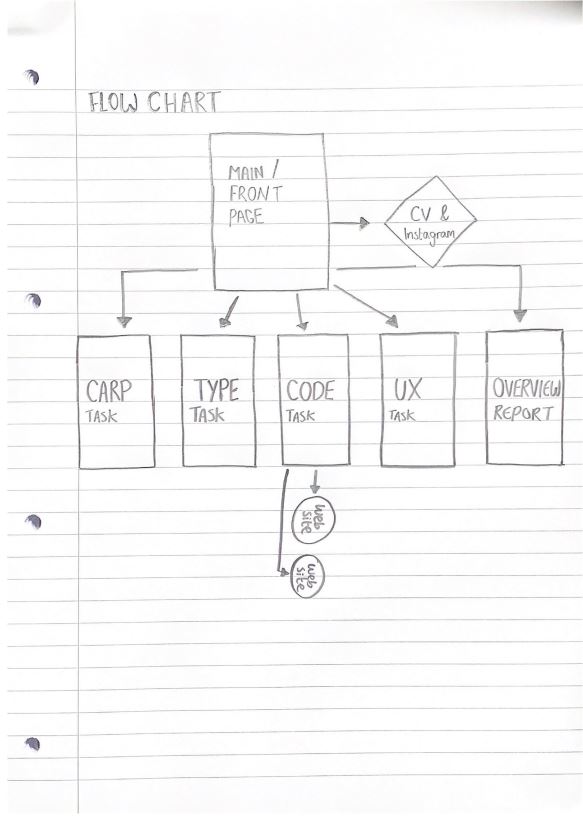 FLOW CHART
MAIN /
FRONT
PAGE
CV &
Instagram
CARP
TASK
TYPE
TASK
CODE
TASK
UX
TASK
OVERVIEW
REPORT
web
site
web
site